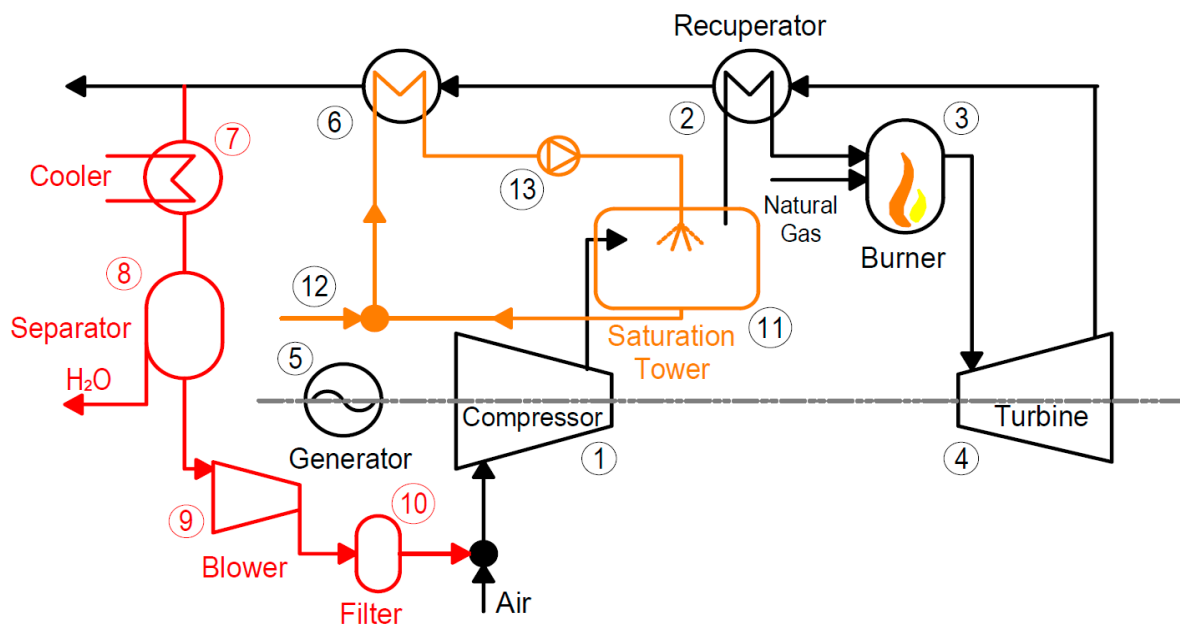 Recuperator
6
2
3
7
Cooler
13
Natural
Gas
Burner
8
12
Separator
11
Saturation
Tower
H₂O
5
Compressor
Turbine
Generator
1
4
10
9
Blower
Filter
Air